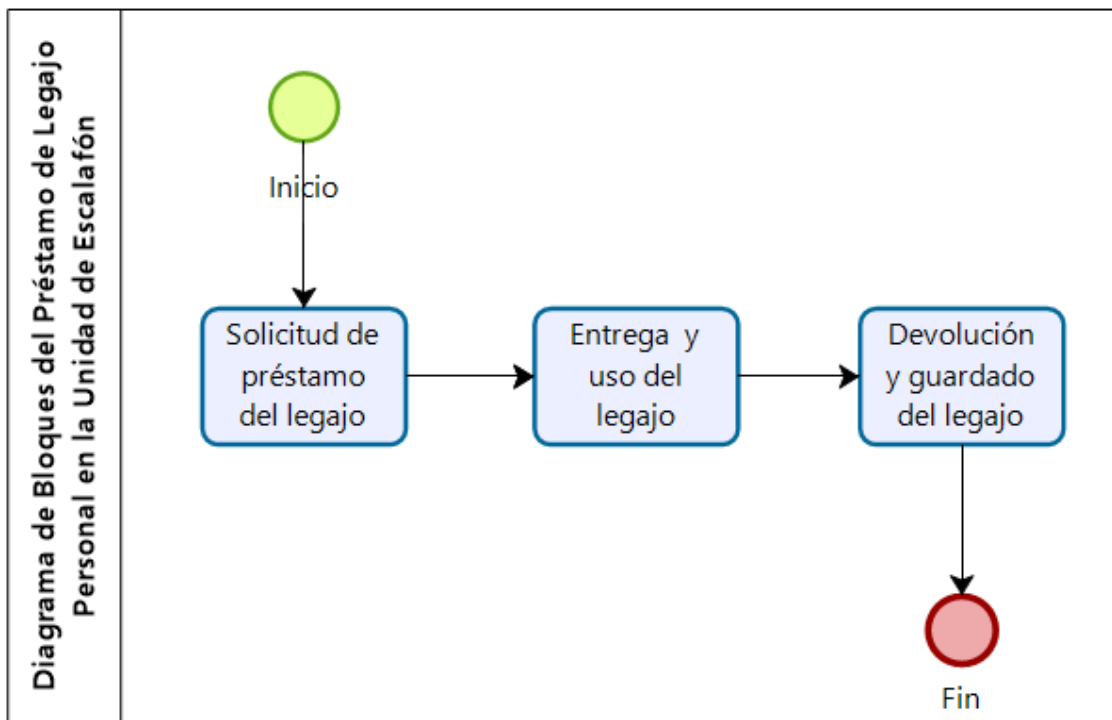 Diagrama de Bloques del Préstamo de Legajo
Personal en la Unidad de Escalafón
Inicio
Solicitud de
préstamo
del legajo
Entrega y
uso del
legajo
Devolución
y guardado
del legajo
Fin